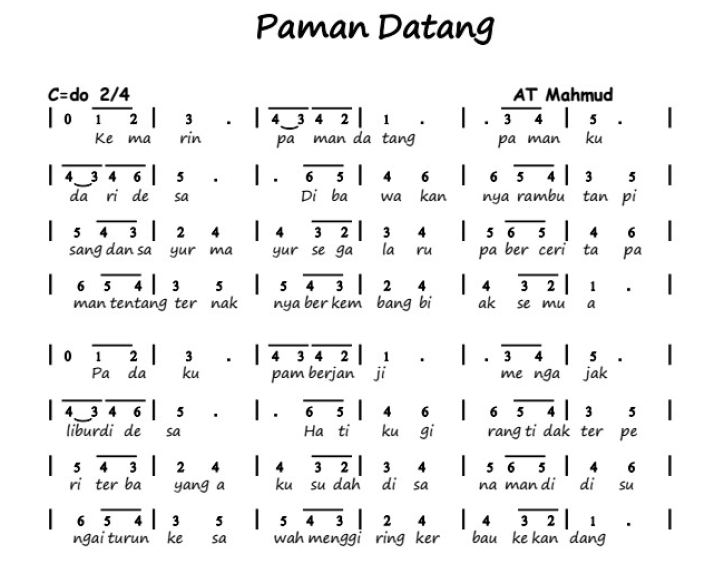 Paman Datang
C=do 2/4 AT Mahmud
| 0 1 2 | 3 . | 4 3 4 2 | 1 . | . 3 4 | 5 . |
Ke ma rin pa man da tang pa man ku
| 4 3 4 6 | 5 . | . 6 5 | 4 6 | 6 5 4 | 3 5 |
da ri de sa Di ba wa kan nya rambu tan pi
| 5 4 3 | 2 4 | 4 3 2 | 3 4 | 5 6 5 | 4 6 |
sang dan sa yur ma yur se ga la ru pa ber ceri ta pa
| 6 5 4 | 3 5 | 5 4 3 | 2 4 | 4 3 2 | 1 . |
man tentang ter nak nya ber kem bang bi ak se mu a
| 0 1 2 | 3 . | 4 3 4 2 | 1 . | . 3 4 | 5 . |
Pa da ku pam berjan ji me nga jak
| 4 3 4 6 | 5 . | . 6 5 | 4 6 | 6 5 4 | 3 5 |
liburdi de sa Ha ti ku gi rang ti dak ter pe
| 5 4 3 | 2 4 | 4 3 2 | 3 4 | 5 6 5 | 4 6 |
ri ter ba yang a ku su dah di sa na man di di su
| 6 5 4 | 3 5 | 5 4 3 | 2 4 | 4 3 2 | 1 . |
ngai turun ke sa wah menggi ring ker bau ke kan dang